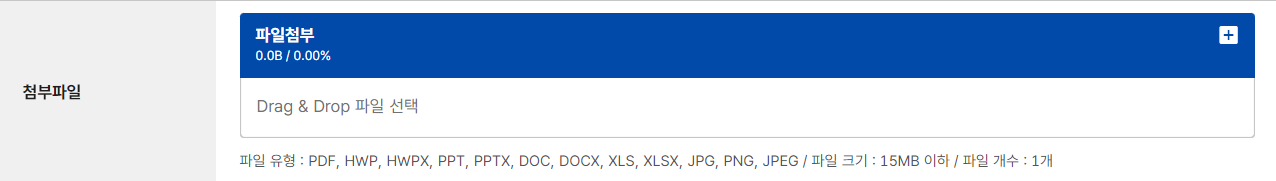 첨부파일
파일첨부
0.0B / 0.00%
Drag & Drop 파일 선택
파일 유형 : PDF, HWP, HWPX, PPT, PPTX, DOC, DOCX, XLS, XLSX, JPG, PNG, JPEG / 파일 크기 : 15MB 이하 / 파일 개수 : 1개